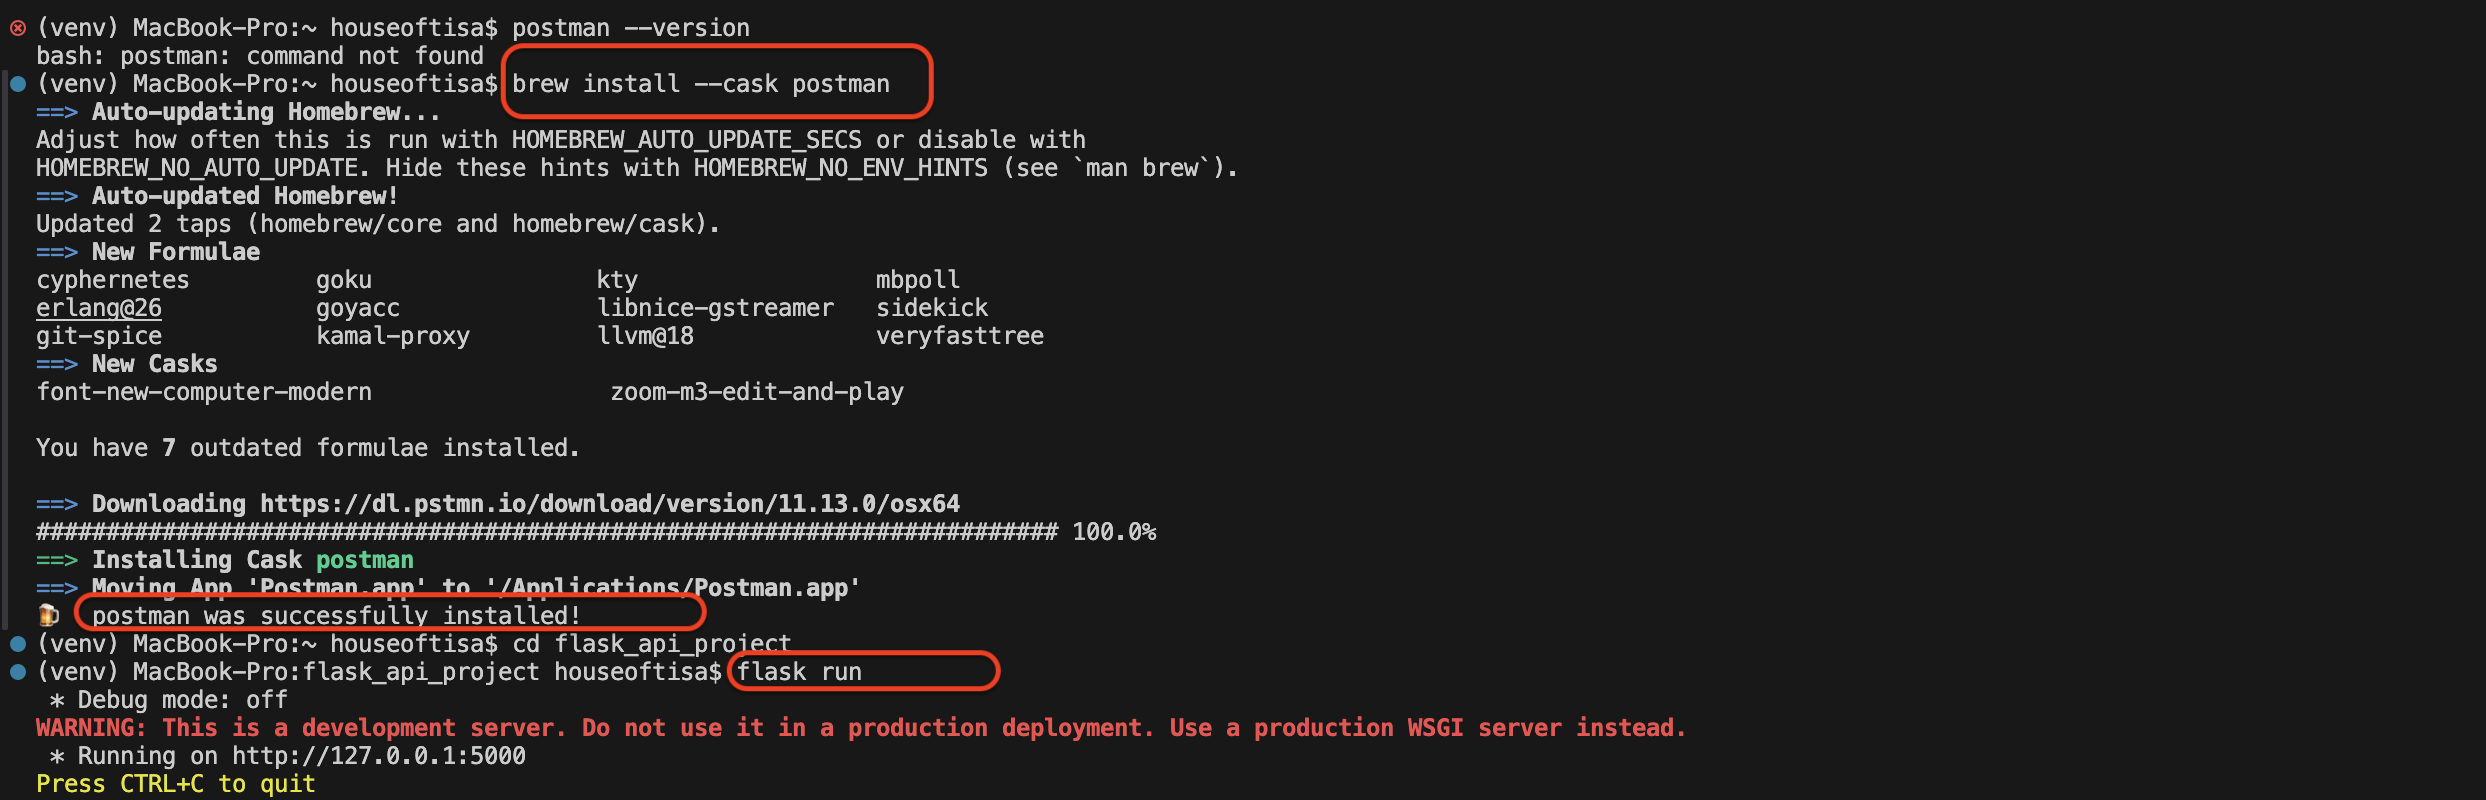 (venv) MacBook-Pro:~ houseoftisa$ postman --version
bash: postman: command not found
(venv) MacBook-Pro:~ houseoftisa$ brew install --cask postman
==> Auto-updating Homebrew...
Adjust how often this is run with HOMEBREW_AUTO_UPDATE_SECS or disable with
HOMEBREW_NO_AUTO_UPDATE. Hide these hints with HOMEBREW_NO_ENV_HINTS (see `man brew`).
==> Auto-updated Homebrew!
Updated 2 taps (homebrew/core and homebrew/cask).
==> New Formulae
cyphernetes         goku                kty                 mbpoll
erlang@26           goyacc              libnice-gstreamer   sidekick
git-spice           kamal-proxy         llvm@18             veryfasttree
==> New Casks
font-new-computer-modern                 zoom-m3-edit-and-play
You have 7 outdated formulae installed.
==> Downloading https://dl.pstmn.io/download/version/11.13.0/osx64
######################################################################### 100.0%
==> Installing Cask postman
==> Moving App 'Postman.app' to '/Applications/Postman.app'
🍺  postman was successfully installed!
(venv) MacBook-Pro:~ houseoftisa$ cd flask_api_project
(venv) MacBook-Pro:flask_api_project houseoftisa$ flask run
 * Debug mode: off
WARNING: This is a development server. Do not use it in a production deployment. Use a production WSGI server instead.
 * Running on http://127.0.0.1:5000
Press CTRL+C to quit